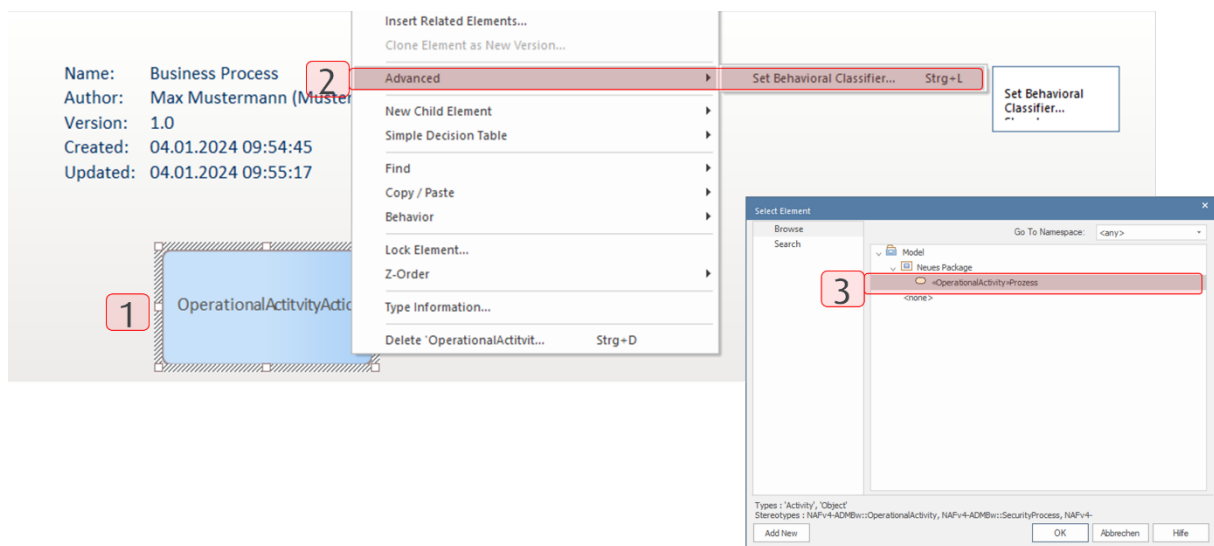 Name: Business Process
Author: Max Mustermann (Muster
Version: 1.0
Created: 04.01.2024 09:54:45
Updated: 04.01.2024 09:55:17
1
OperationalActitvityActio
Insert Related Elements...
Clone Element as New Version...
2
Advanced
New Child Element
Simple Decision Table
Find
Copy / Paste
Behavior
Lock Element...
Z-Order
Type Information...
Delete 'OperationalActitvit... Strg+D
Set Behavioral Classifier... Strg+L
Set Behavioral
Classifier...
Select Element
Browse
Search
Go To Namespace: <any>
Model
Neues Package
3
«OperationalActivity»Prozess
<none>
Types : 'Activity', 'Object'
Stereotypes : NAFv4-ADMBw::OperationalActivity, NAFv4-ADMBw::SecurityProcess, NAFv4-
Add New
OK
Abbrechen
Hilfe